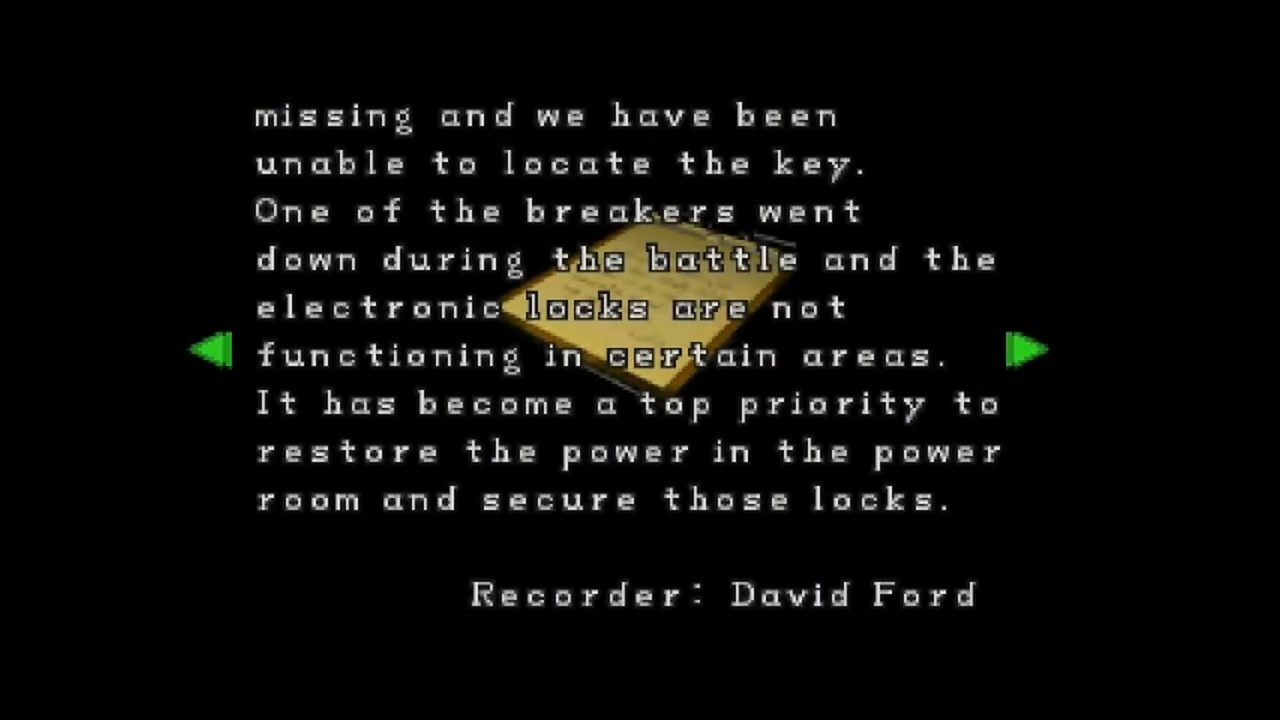 missing and we have been
unable to locate the key.
One of the breakers went
down during the battle and the
electronic locks are not
functioning in certain areas.
It has become a top priority to
restore the power in the power
room and secure those locks.
Recorder: David Ford